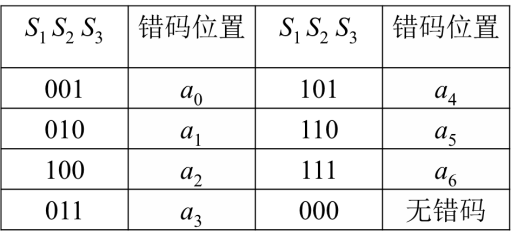 S₁ S₂ S₃ 错码位置 S₁ S₂ S₃ 错码位置
001 a₀ 101 a₄
010 a₁ 110 a₅
100 a₂ 111 a₆
011 a₃ 000 无错码